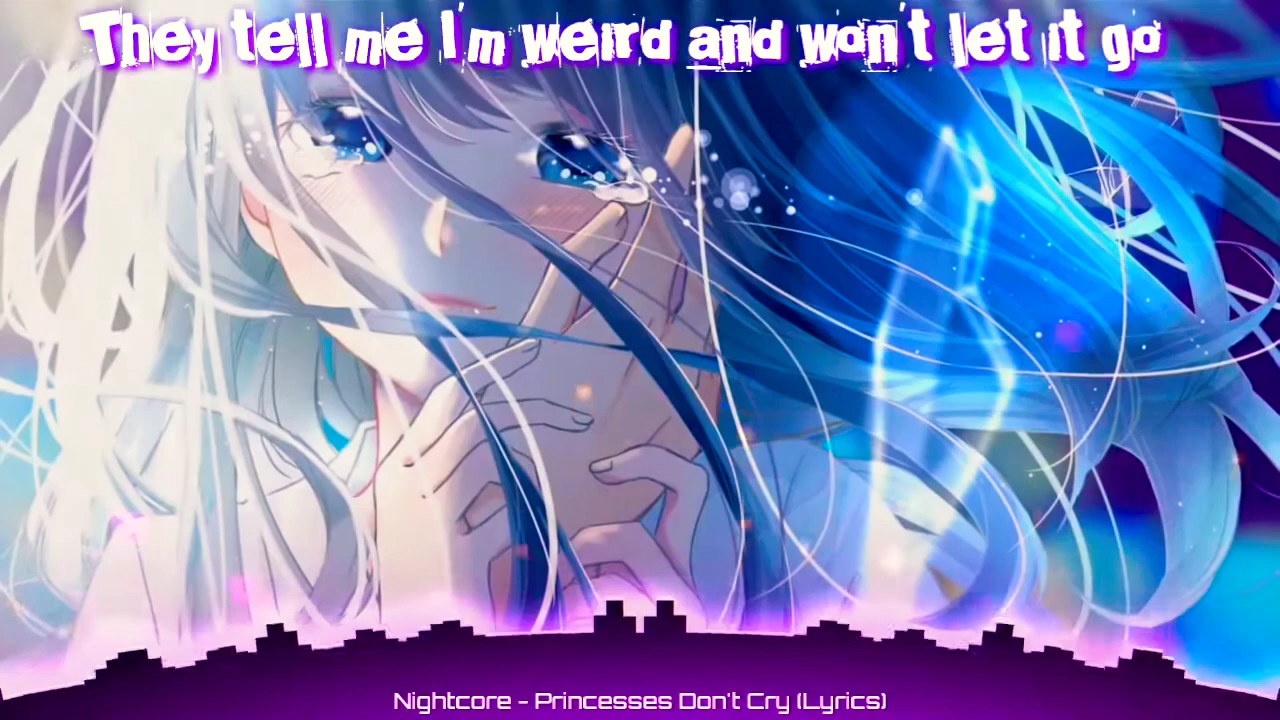 They tell me I'm weird and won't let it go
Nightcore - Princesses Don't Cry (Lyrics)